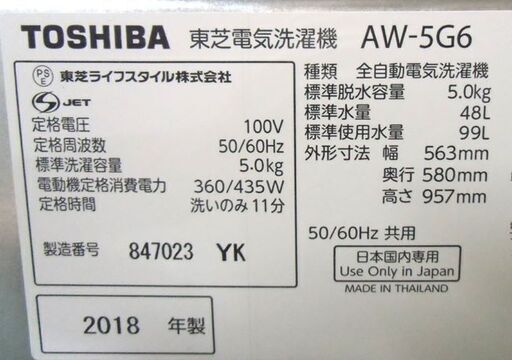 TOSHIBA 東芝電気洗濯機 AW-5G6
PS
E
東芝ライフスタイル株式会社
S JET
定格電圧 100V
定格周波数 50/60Hz
標準洗濯容量 5.0kg
電動機定格消費電力 360/435W
定格時間 洗いのみ11分
製造番号 847023 YK
2018 年製
種類 全自動電気洗濯機
標準脱水容量 5.0kg
標準水量 48L
標準使用水量 99L
外形寸法 幅 563mm
奥行 580mm
高さ 957mm
50/60Hz 共用
日本国内専用
Use Only in Japan
MADE IN THAILAND